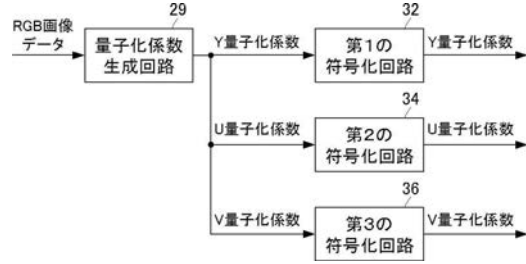 RGB画像
データ
29
量子化係数
生成回路
Y量子化係数
32
第1の
符号化回路
Y量子化係数
U量子化係数
34
第2の
符号化回路
U量子化係数
V量子化係数
36
第3の
符号化回路
V量子化係数